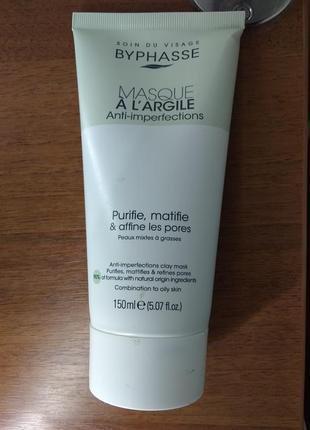 SOIN DU VISAGE
BYPHASSE
MASQUE
À L'ARGILE
Anti-imperfections
Purifie, matifie
& affine les pores
Peaux mixtes à grasses
Anti-imperfections clay mask
Purifies, mattifies & refines pores
of formula with natural origin ingredients
Combination to oily skin
150ml e (5.07 fl.oz.)